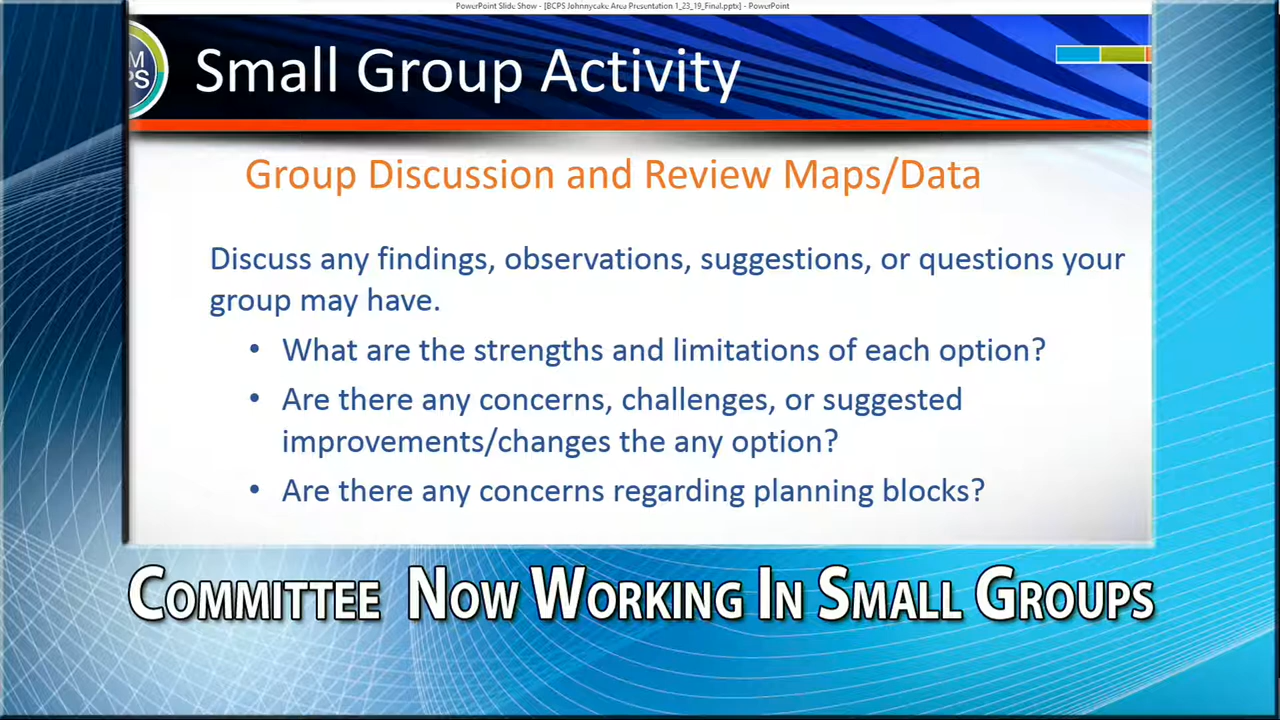 PowerPoint Slide Show - [BCPS Johnnycake Area Presentation 1_23_19_Final.pptx] - PowerPoint
Small Group Activity
Group Discussion and Review Maps/Data
Discuss any findings, observations, suggestions, or questions your
group may have.
• What are the strengths and limitations of each option?
• Are there any concerns, challenges, or suggested
improvements/changes the any option?
• Are there any concerns regarding planning blocks?
COMMITTEE NOW WORKING IN SMALL GROUPS